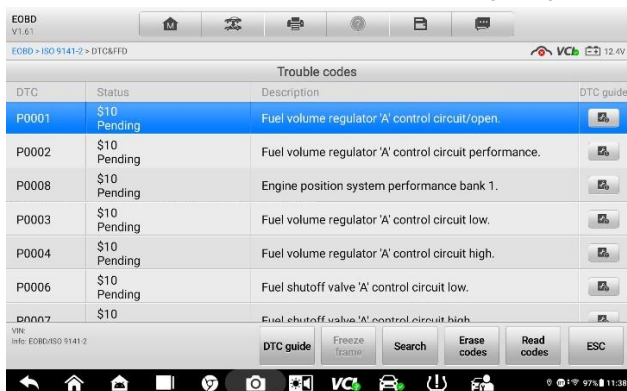 EOBD
V1.61
EOBD > ISO 9141-2 > DTC&FFD
VCI 12.4V
Trouble codes
DTC Status Description DTC guide
P0001 $10 Pending Fuel volume regulator 'A' control circuit/open.
P0002 $10 Pending Fuel volume regulator 'A' control circuit performance.
P0008 $10 Pending Engine position system performance bank 1.
P0003 $10 Pending Fuel volume regulator 'A' control circuit low.
P0004 $10 Pending Fuel volume regulator 'A' control circuit high.
P0006 $10 Pending Fuel shutoff valve 'A' control circuit low.
P0007 $10 Fuel shutoff valve 'A' control circuit high
VIN:
Info: EOBD/ISO 9141-2
DTC guide Freeze frame Search Erase codes Read codes ESC
VCI 97% 11:38